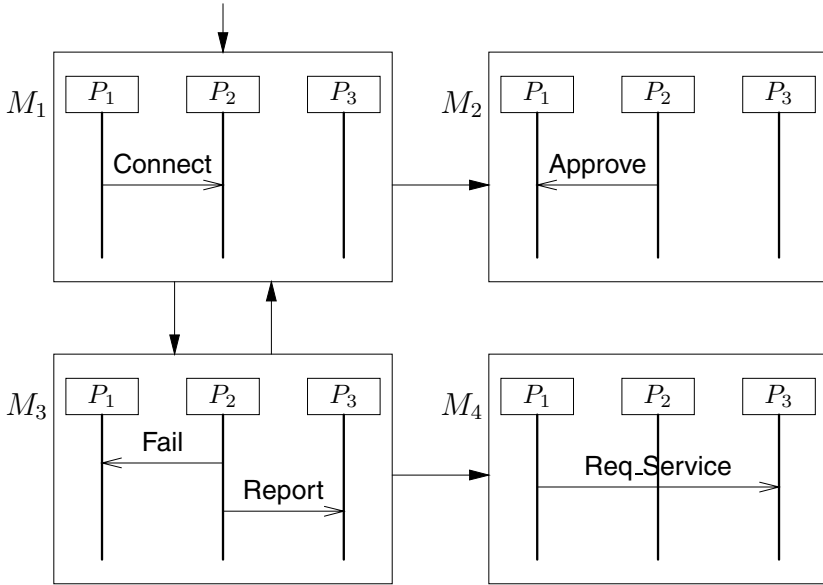 M1 P1 P2 P3
Connect
M2 P1 P2 P3
Approve
M3 P1 P2 P3
Fail
Report
M4 P1 P2 P3
Req_Service